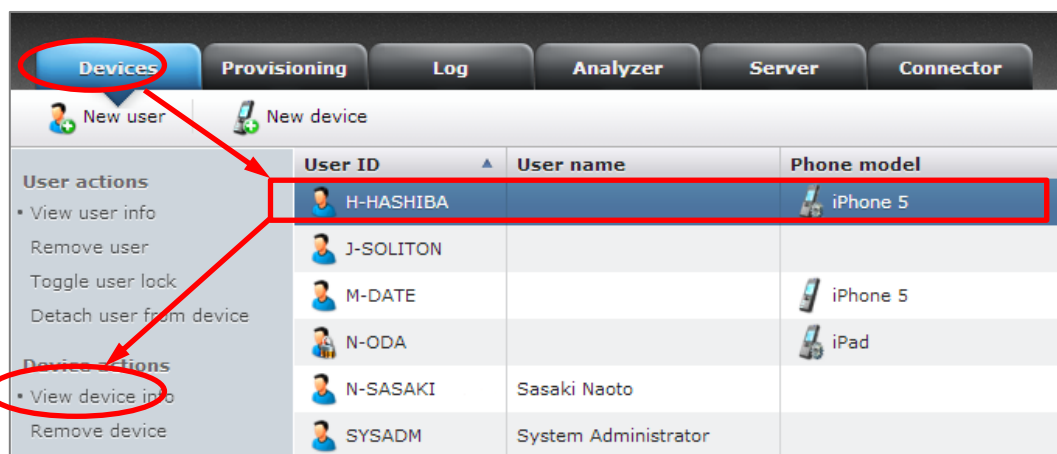 Devices Provisioning Log Analyzer Server Connector
New user New device
User actions
• View user info
Remove user
Toggle user lock
Detach user from device
Device actions
• View device info
Remove device
User ID User name Phone model
H-HASHIBA iPhone 5
J-SOLITON
M-DATE iPhone 5
N-ODA iPad
N-SASAKI Sasaki Naoto
SYSADM System Administrator